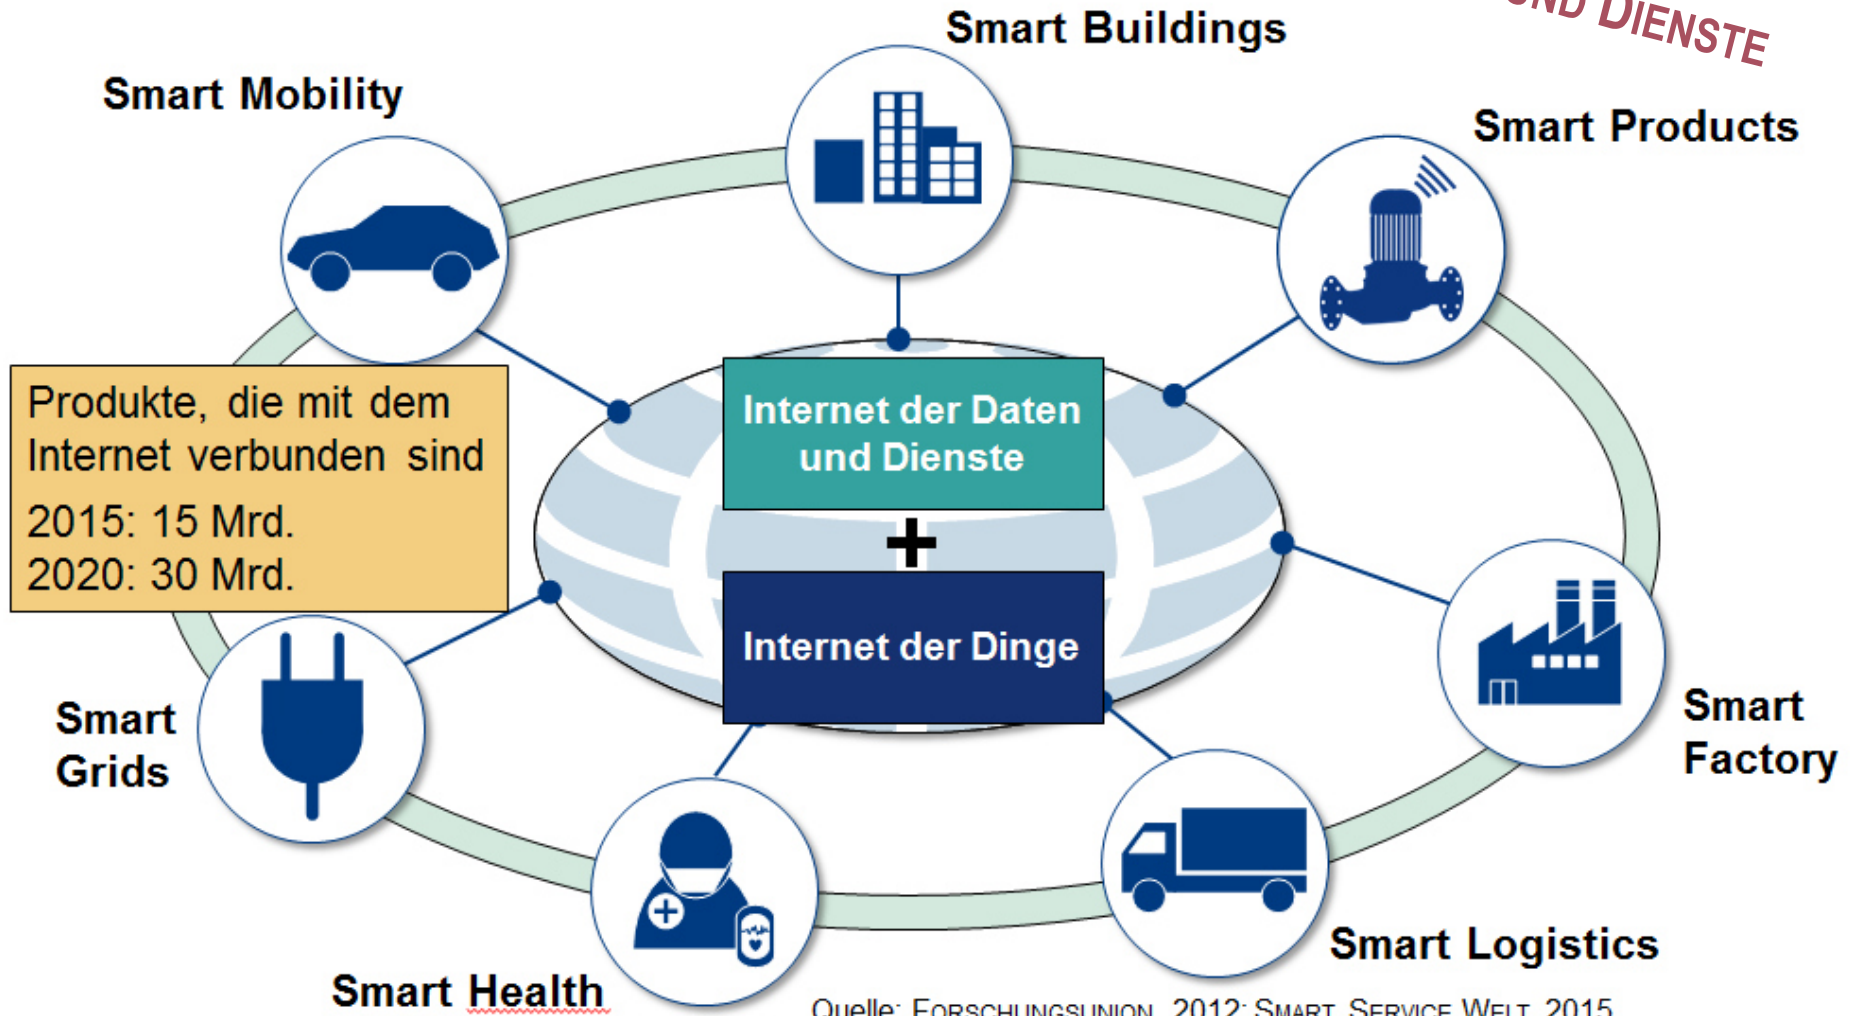 UND DIENSTE
Smart Buildings
Smart Mobility
Smart Products
Produkte, die mit dem
Internet verbunden sind
2015: 15 Mrd.
2020: 30 Mrd.
Internet der Daten
und Dienste
+
Internet der Dinge
Smart
Grids
Smart
Factory
Smart Logistics
Smart Health
Quelle: FORSCHUNGSUNION, 2012; SMART SERVICE WELT, 2015